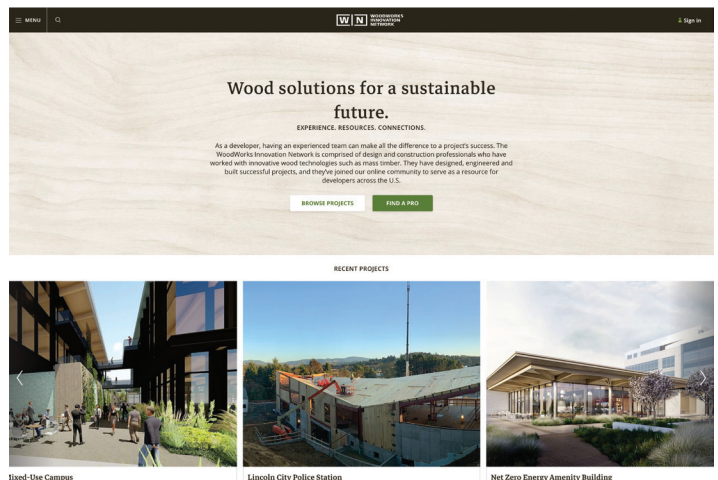 MENU
W N WOODWORKS
INNOVATION
NETWORK
Sign in
Wood solutions for a sustainable
future.
EXPERIENCE. RESOURCES. CONNECTIONS.
As a developer, having an experienced team can make all the difference to a project's success. The
WoodWorks Innovation Network is comprised of design and construction professionals who have
worked with innovative wood technologies such as mass timber. They have designed, engineered and
built successful projects, and they've joined our online community to serve as a resource for
developers across the U.S.
BROWSE PROJECTS
FIND A PRO
RECENT PROJECTS
Mixed-Use Campus
Lincoln City Police Station
Net Zero Energy Amenity Building